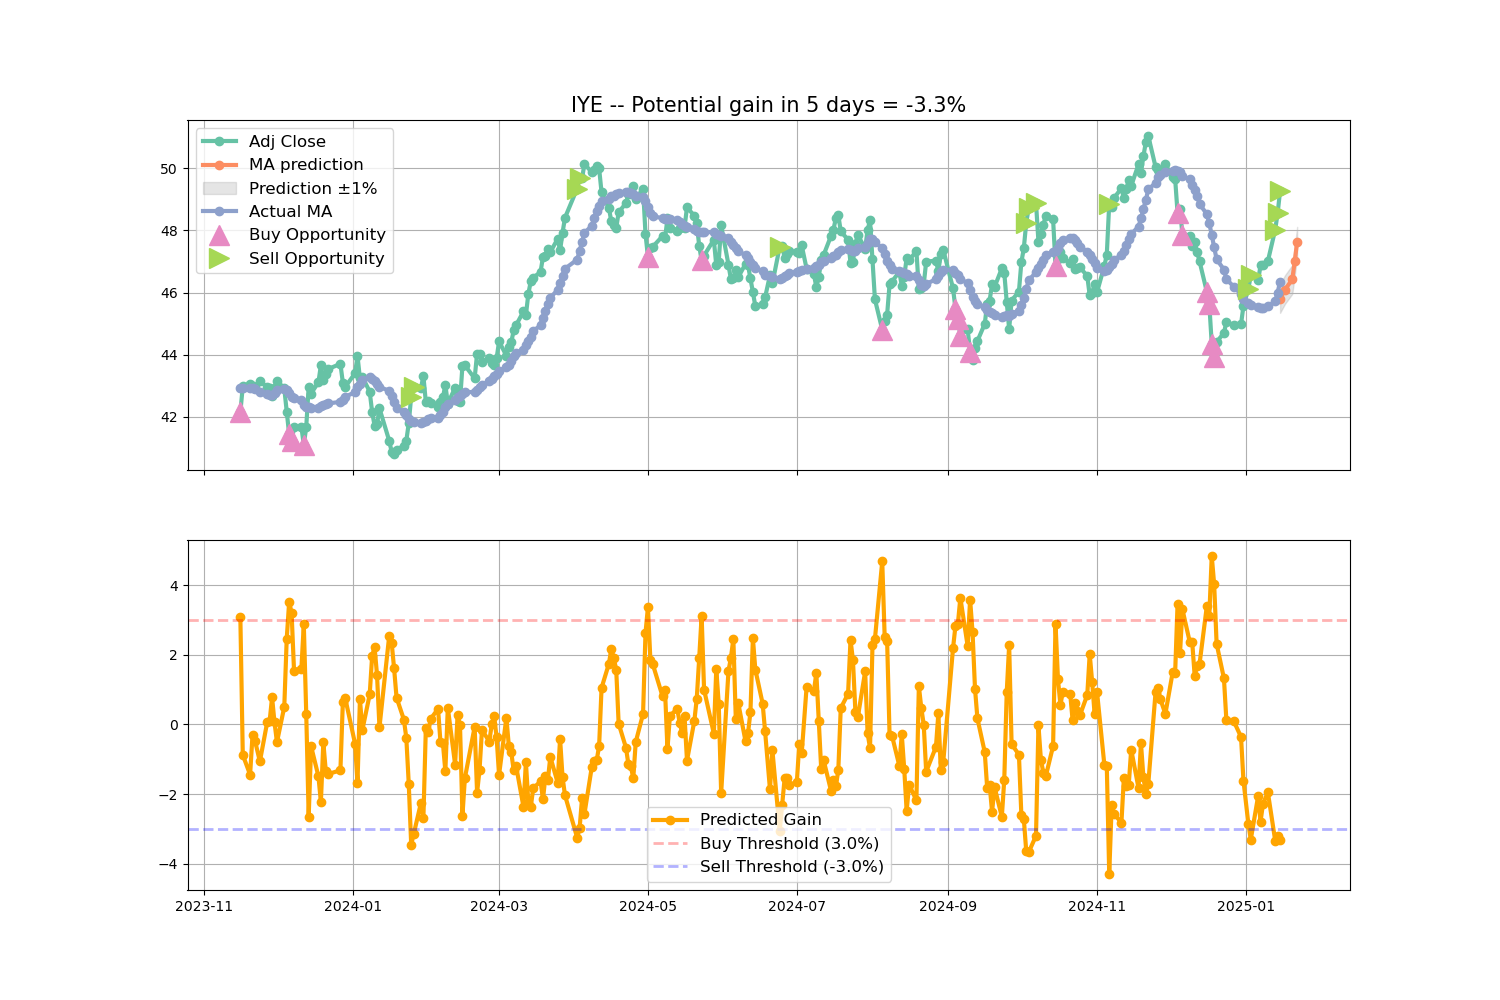 IYE -- Potential gain in 5 days = -3.3%
Adj Close
MA prediction
Prediction ±1%
Actual MA
Buy Opportunity
Sell Opportunity
50
48
46
44
42
4
2
0
−2
−4
Predicted Gain
Buy Threshold (3.0%)
Sell Threshold (-3.0%)
2023-11
2024-01
2024-03
2024-05
2024-07
2024-09
2024-11
2025-01